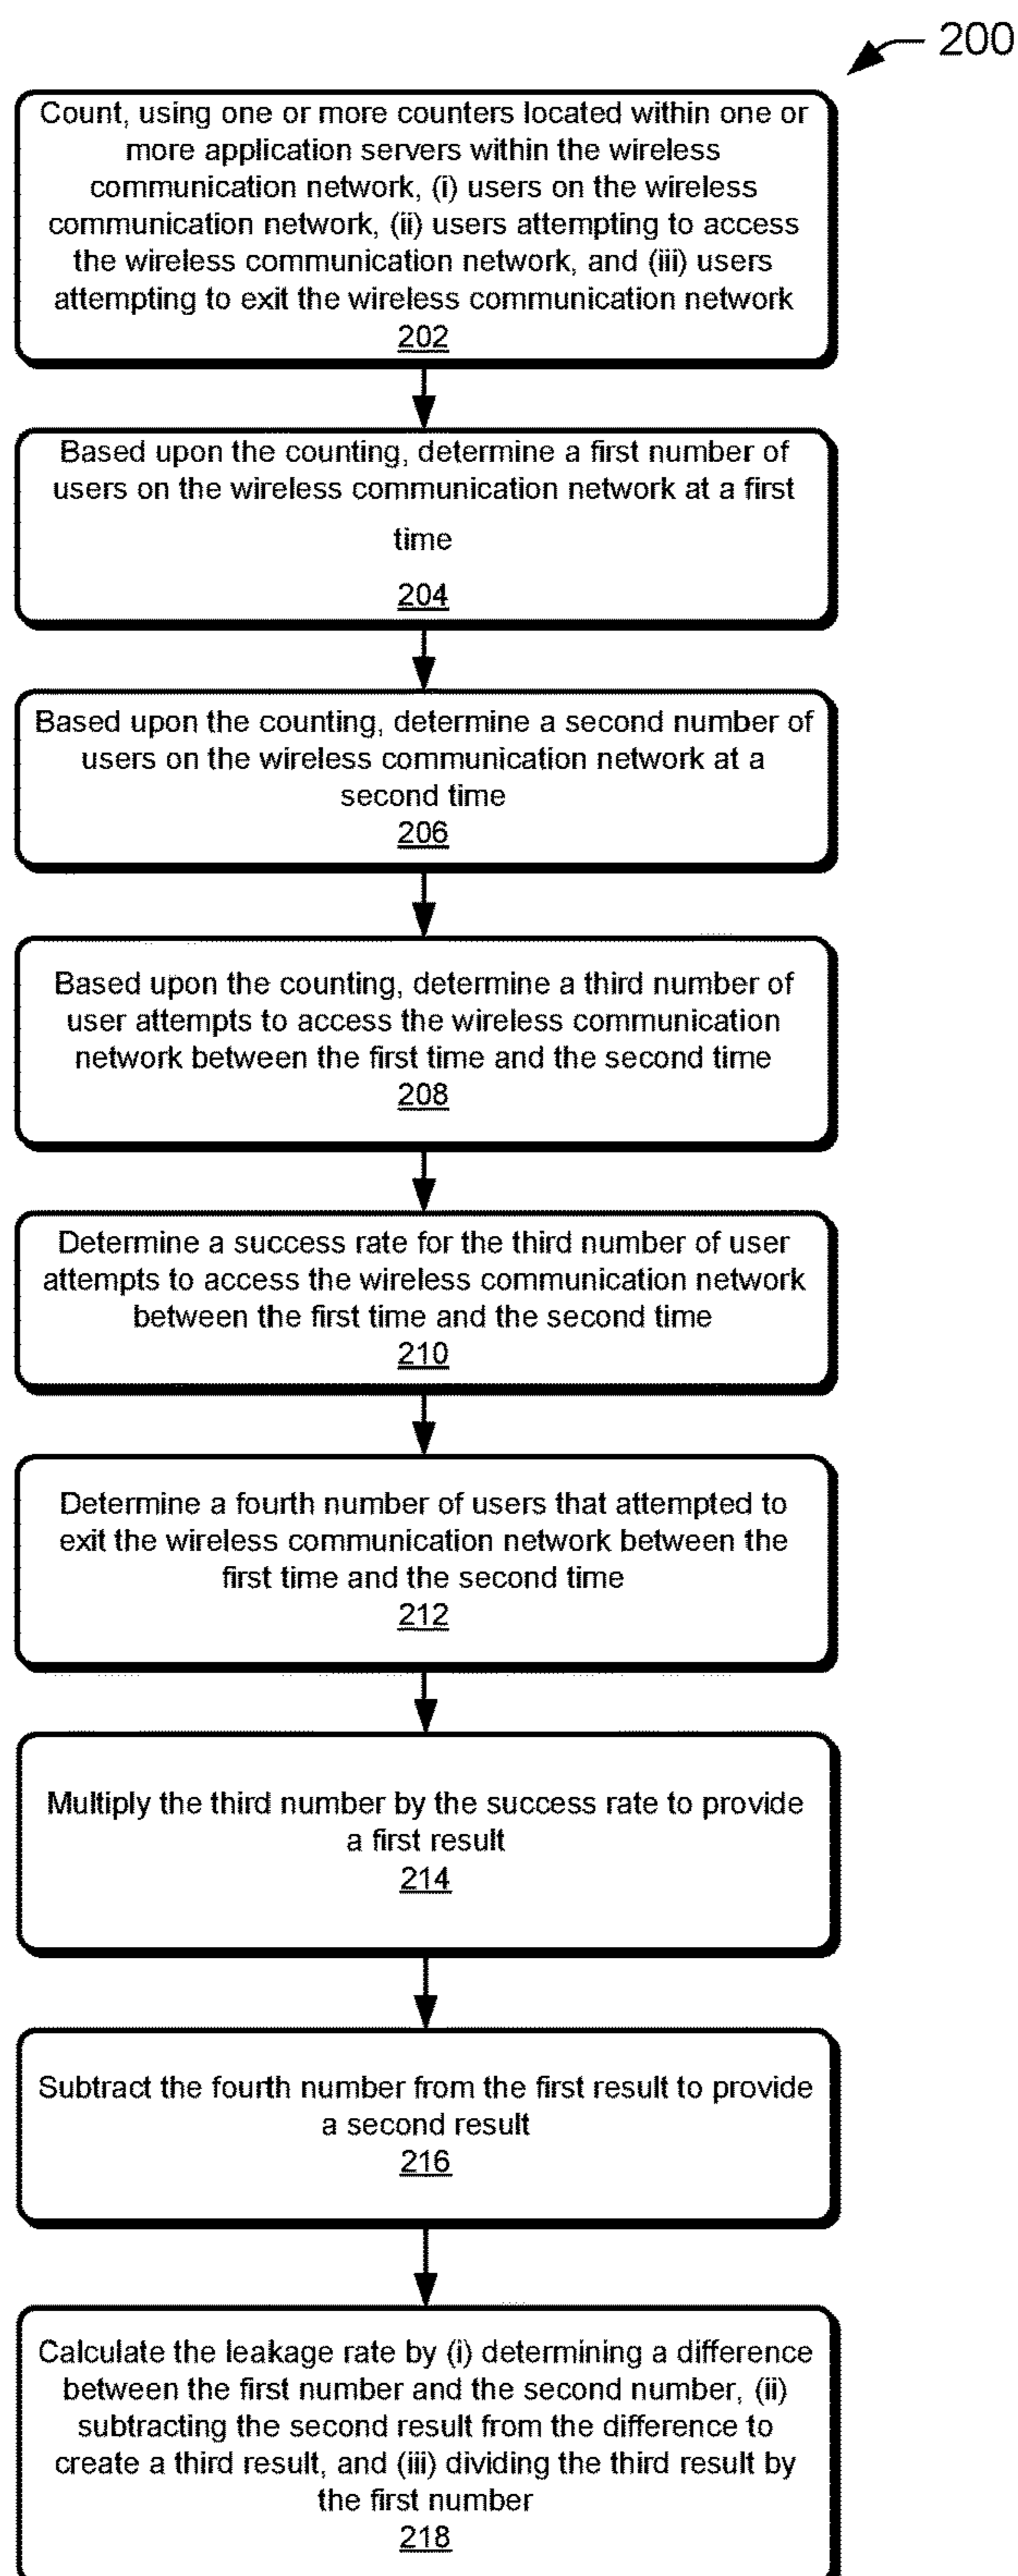 200
Count, using one or more counters located within one or
more application servers within the wireless
communication network, (i) users on the wireless
communication network, (ii) users attempting to access
the wireless communication network, and (iii) users
attempting to exit the wireless communication network
202
Based upon the counting, determine a first number of
users on the wireless communication network at a first
time
204
Based upon the counting, determine a second number of
users on the wireless communication network at a
second time
206
Based upon the counting, determine a third number of
user attempts to access the wireless communication
network between the first time and the second time
208
Determine a success rate for the third number of user
attempts to access the wireless communication network
between the first time and the second time
210
Determine a fourth number of users that attempted to
exit the wireless communication network between the
first time and the second time
212
Multiply the third number by the success rate to provide
a first result
214
Subtract the fourth number from the first result to provide
a second result
216
Calculate the leakage rate by (i) determining a difference
between the first number and the second number, (ii)
subtracting the second result from the difference to
create a third result, and (iii) dividing the third result by
the first number
218